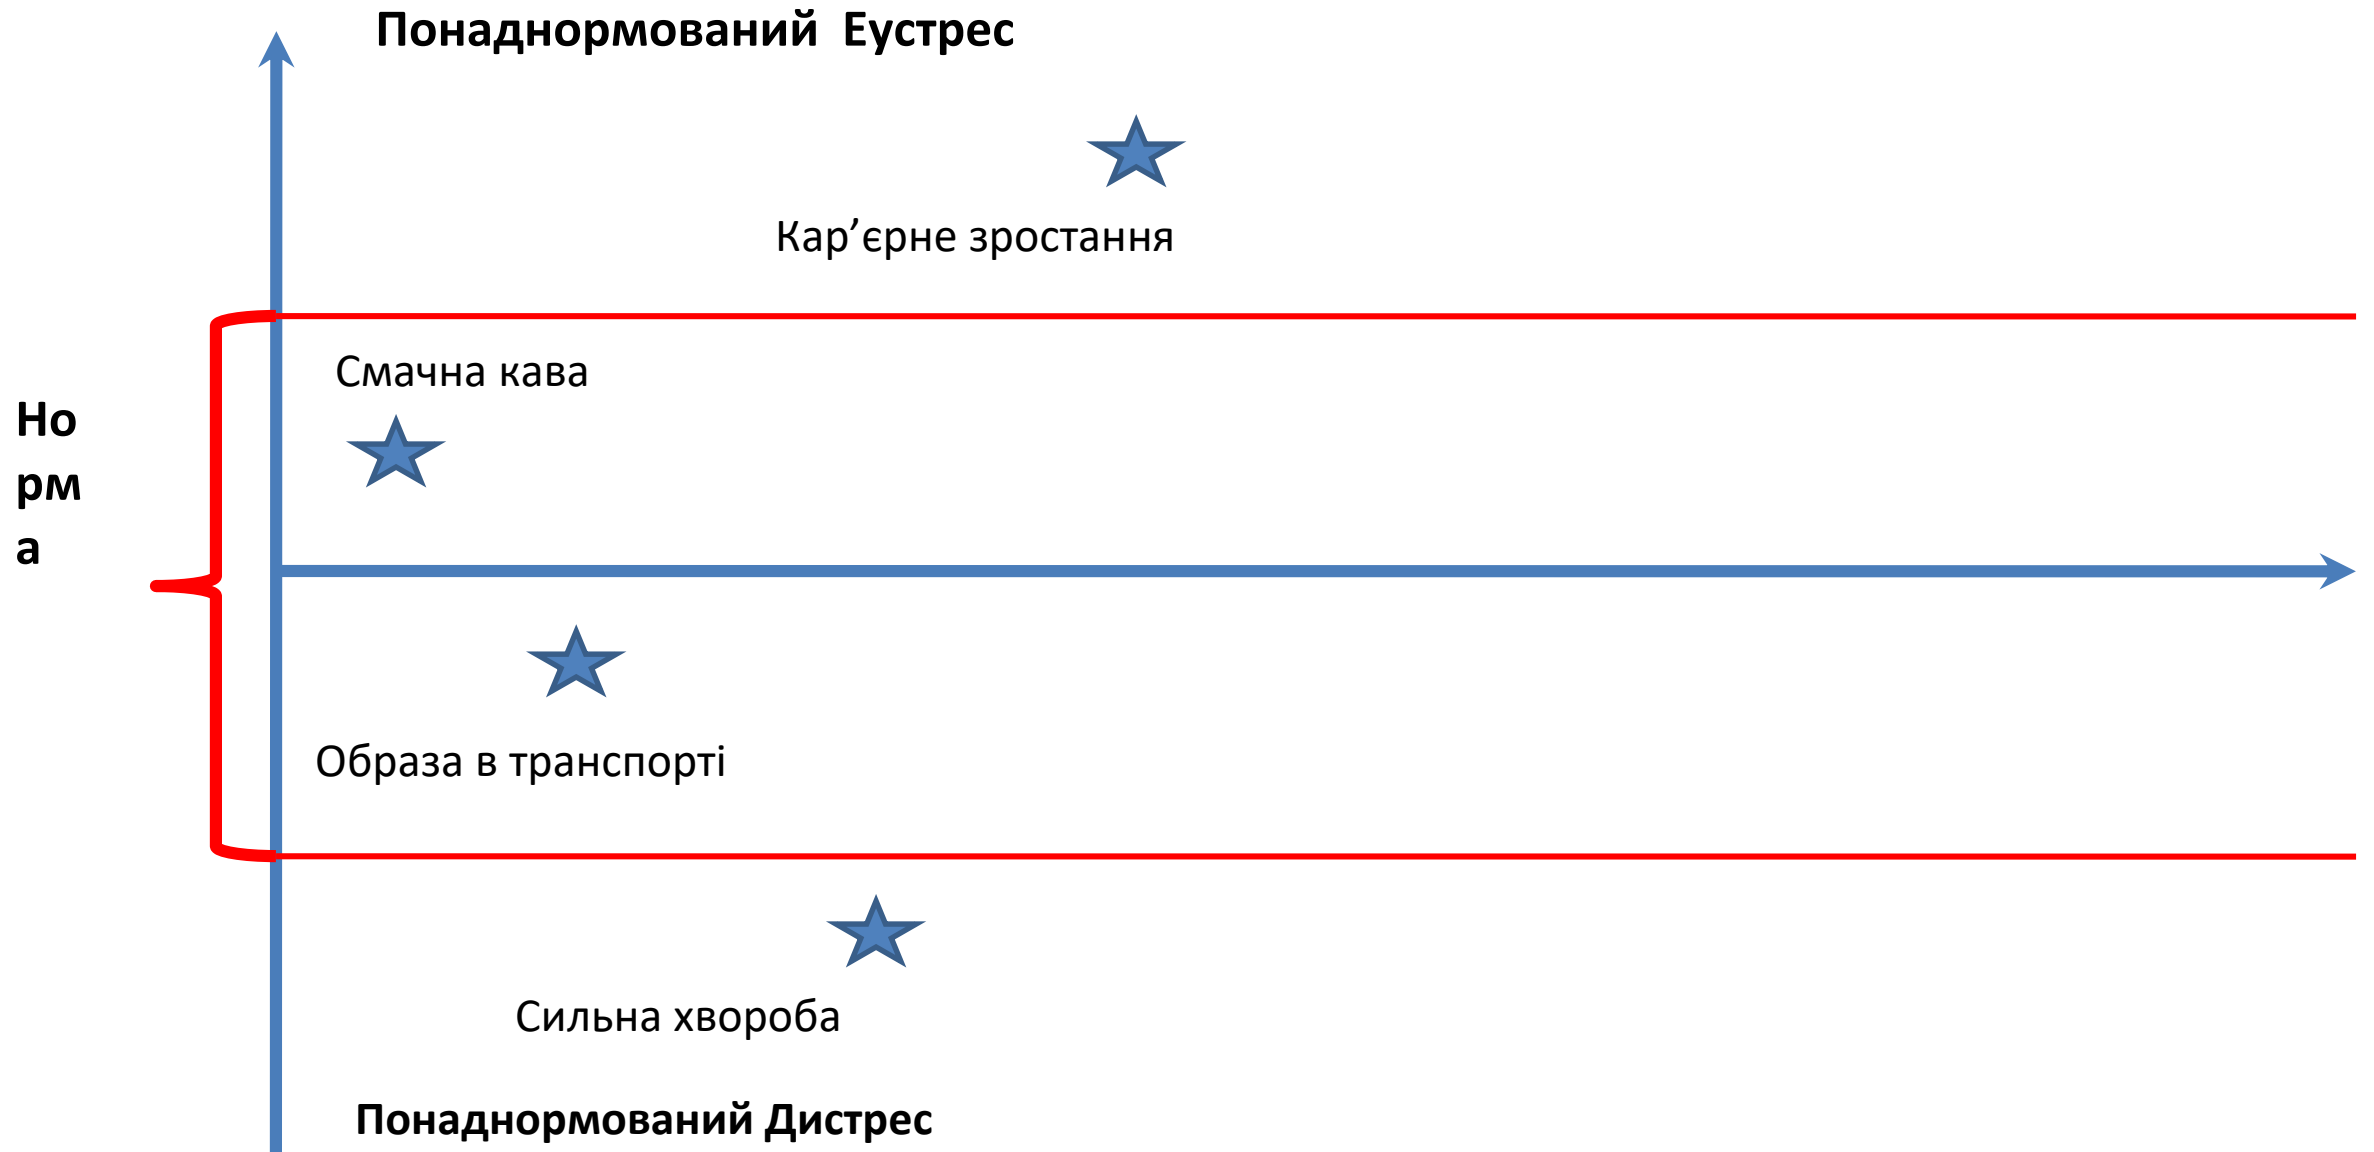 Понаднормований  Еустрес
Кар’єрне зростання
Смачна кава
Но
рм
а
Образа в транспорті
Сильна хвороба
Понаднормований Дистрес